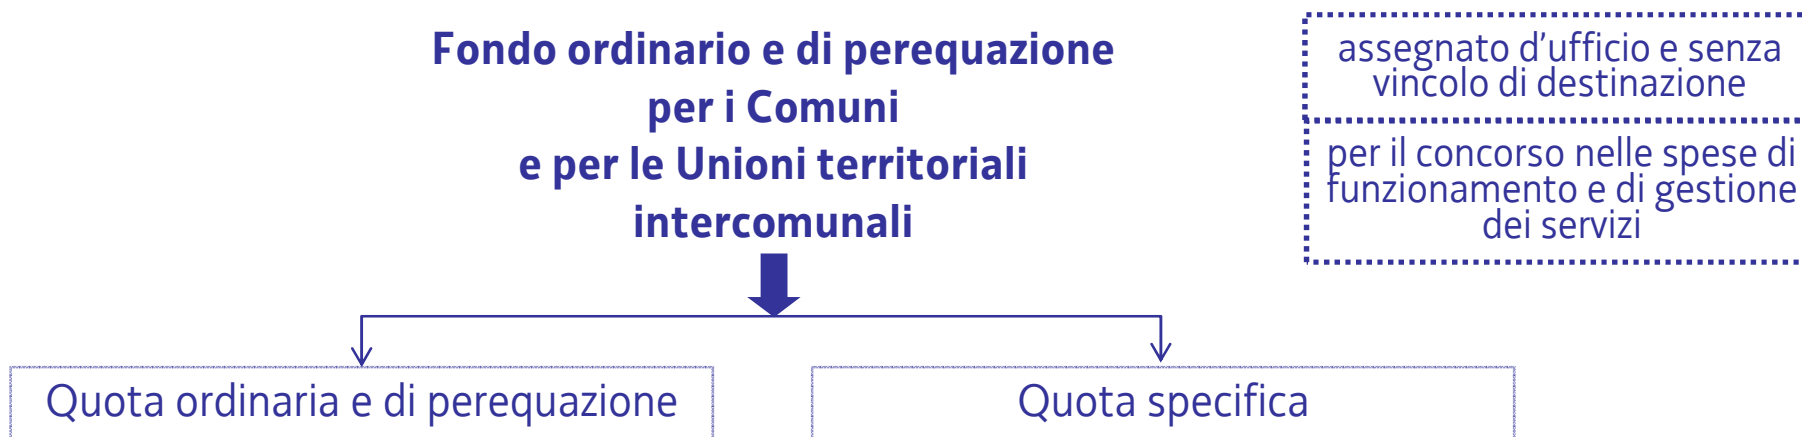 Fondo ordinario e di perequazione
per i Comuni
e per le Unioni territoriali
intercomunali
assegnato d'ufficio e senza
vincolo di destinazione
per il concorso nelle spese di
funzionamento e di gestione
dei servizi
Quota ordinaria e di perequazione
Quota specifica